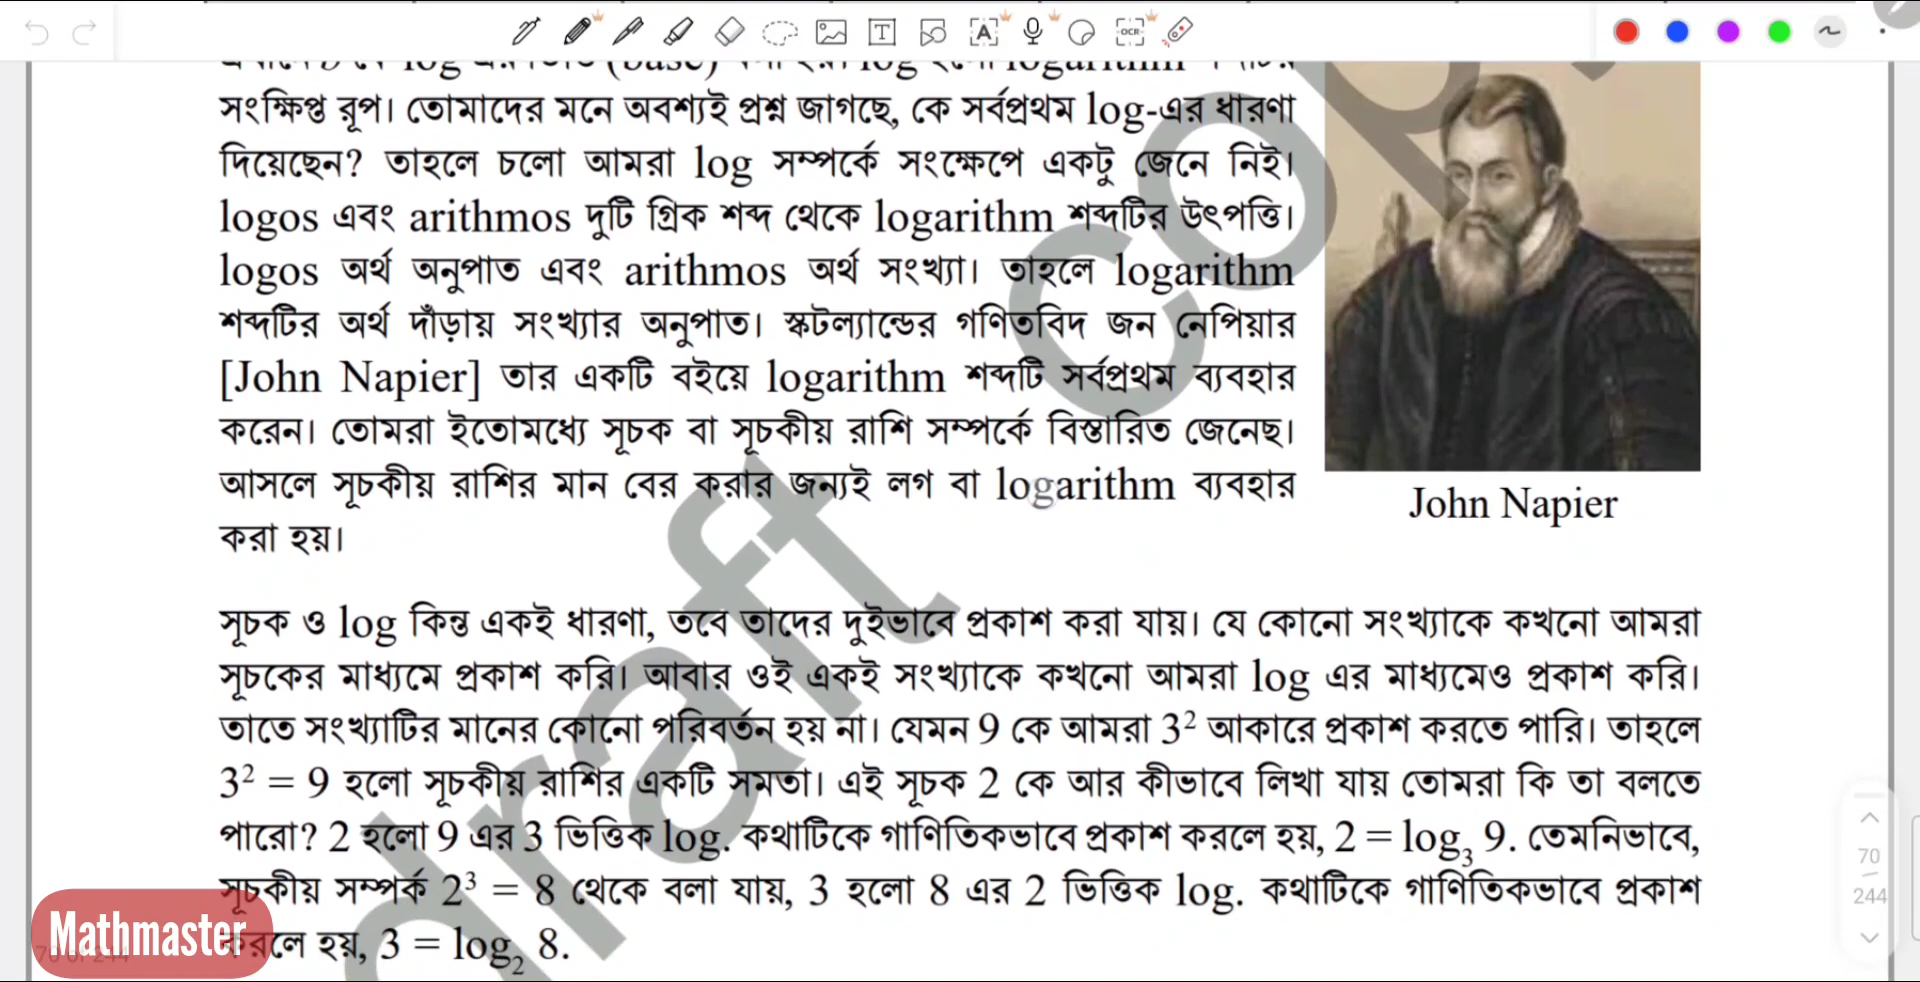 সংক্ষিপ্ত রূপ। তোমাদের মনে অবশ্যই প্রশ্ন জাগছে, কে সর্বপ্রথম log-এর ধারণা
দিয়েছেন? তাহলে চলো আমরা log সম্পর্কে সংক্ষেপে একটু জেনে নিই।
logos এবং arithmos দুটি গ্রিক শব্দ থেকে logarithm শব্দটির উৎপত্তি।
logos অর্থ অনুপাত এবং arithmos অর্থ সংখ্যা। তাহলে logarithm
শব্দটির অর্থ দাঁড়ায় সংখ্যার অনুপাত। স্কটল্যান্ডের গণিতবিদ জন নেপিয়ার
[John Napier] তার একটি বইয়ে logarithm শব্দটি সর্বপ্রথম ব্যবহার
করেন। তোমরা ইতোমধ্যে সূচক বা সূচকীয় রাশি সম্পর্কে বিস্তারিত জেনেছ।
আসলে সূচকীয় রাশির মান বের করার জন্যই লগ বা logarithm ব্যবহার
করা হয়।
John Napier
সূচক ও log কিন্তু একই ধারণা, তবে তাদের দুইভাবে প্রকাশ করা যায়। যে কোনো সংখ্যাকে কখনো আমরা
সূচকের মাধ্যমে প্রকাশ করি। আবার ওই একই সংখ্যাকে কখনো আমরা log এর মাধ্যমেও প্রকাশ করি।
তাতে সংখ্যাটির মানের কোনো পরিবর্তন হয় না। যেমন 9 কে আমরা 3² আকারে প্রকাশ করতে পারি। তাহলে
3² = 9 হলো সূচকীয় রাশির একটি সমতা। এই সূচক 2 কে আর কীভাবে লিখা যায় তোমরা কি তা বলতে
পারো? 2 হলো 9 এর 3 ভিত্তিক log. কথাটিকে গাণিতিকভাবে প্রকাশ করলে হয়, 2 = log₃ 9. তেমনিভাবে,
সূচকীয় সম্পর্ক 2³ = 8 থেকে বলা যায়, 3 হলো 8 এর 2 ভিত্তিক log. কথাটিকে গাণিতিকভাবে প্রকাশ
করলে হয়, 3 = log₂ 8.
draft copy
Mathmaster
70
244
OCR